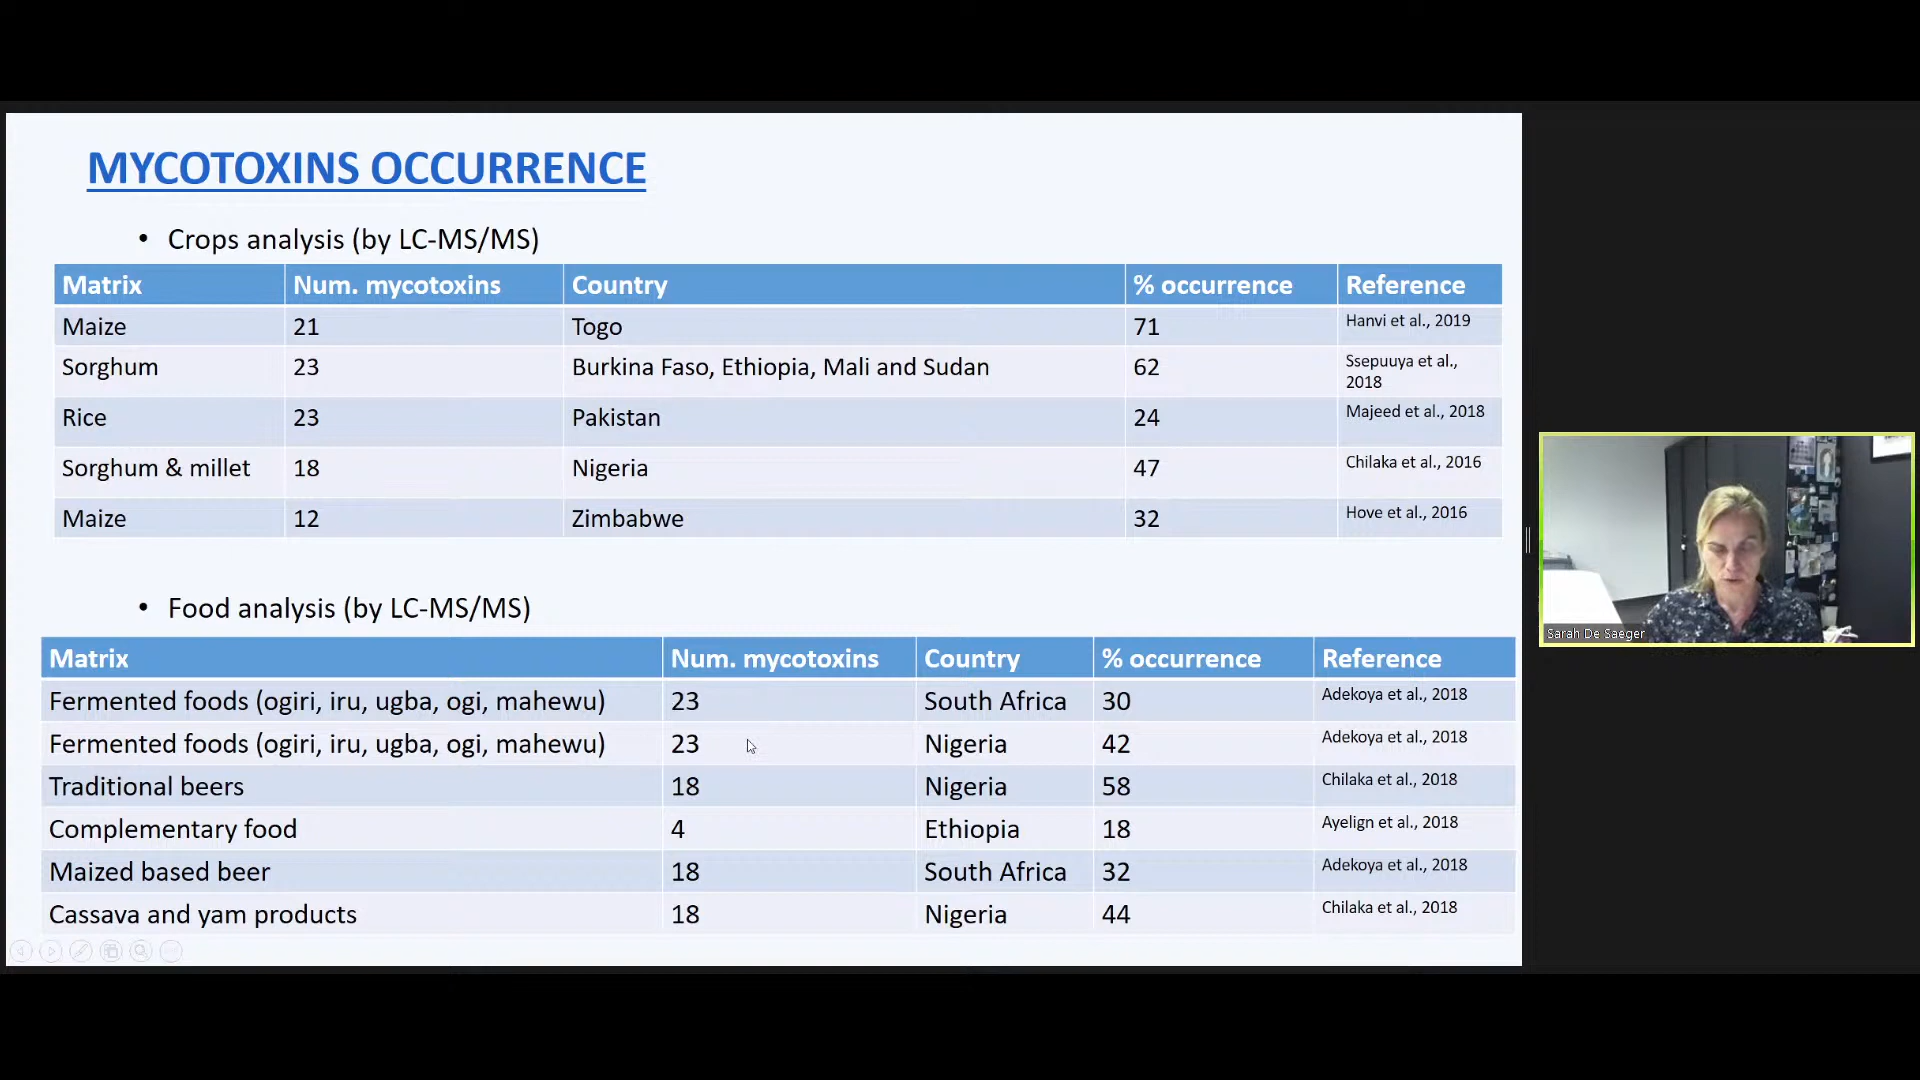 MYCOTOXINS OCCURRENCE
• Crops analysis (by LC-MS/MS)
Matrix Num. mycotoxins Country % occurrence Reference
Maize 21 Togo 71 Hanvi et al., 2019
Sorghum 23 Burkina Faso, Ethiopia, Mali and Sudan 62 Ssepuuya et al.,
2018
Rice 23 Pakistan 24 Majeed et al., 2018
Sorghum & millet 18 Nigeria 47 Chilaka et al., 2016
Maize 12 Zimbabwe 32 Hove et al., 2016
• Food analysis (by LC-MS/MS)
Matrix Num. mycotoxins Country % occurrence Reference
Fermented foods (ogiri, iru, ugba, ogi, mahewu) 23 South Africa 30 Adekoya et al., 2018
Fermented foods (ogiri, iru, ugba, ogi, mahewu) 23 Nigeria 42 Adekoya et al., 2018
Traditional beers 18 Nigeria 58 Chilaka et al., 2018
Complementary food 4 Ethiopia 18 Ayelign et al., 2018
Maized based beer 18 South Africa 32 Adekoya et al., 2018
Cassava and yam products 18 Nigeria 44 Chilaka et al., 2018
Sarah De Saeger